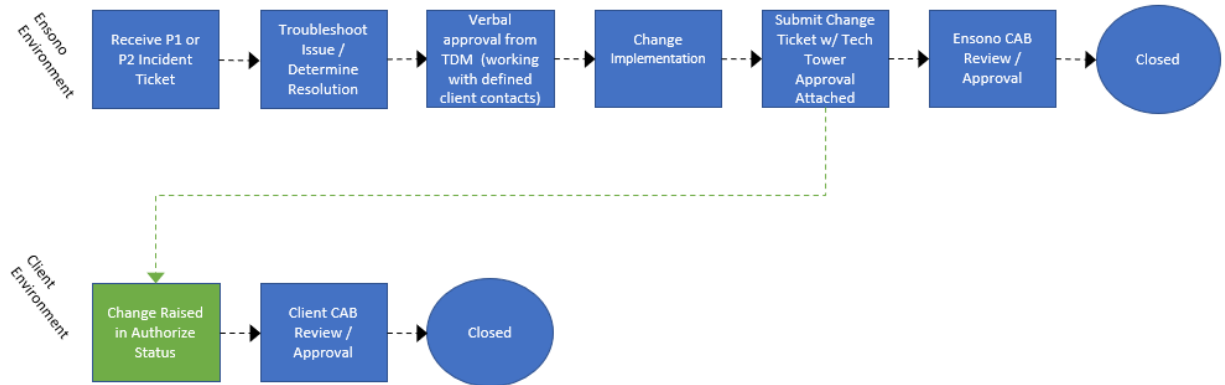 Ensono
Environment
Receive P1 or
P2 Incident
Ticket
Troubleshoot
Issue /
Determine
Resolution
Verbal
approval from
TDM (working
with defined
client contacts)
Change
Implementation
Submit Change
Ticket w/ Tech
Tower
Approval
Attached
Ensono CAB
Review /
Approval
Closed
Client
Environment
Change Raised
in Authorize
Status
Client CAB
Review /
Approval
Closed